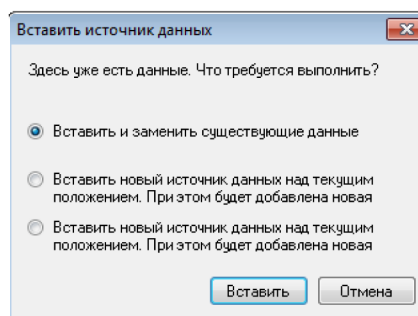 Вставить источник данных
Здесь уже есть данные. Что требуется выполнить?
Вставить и заменить существующие данные
Вставить новый источник данных над текущим
положением. При этом будет добавлена новая
Вставить новый источник данных над текущим
положением. При этом будет добавлена новая
Вставить
Отмена